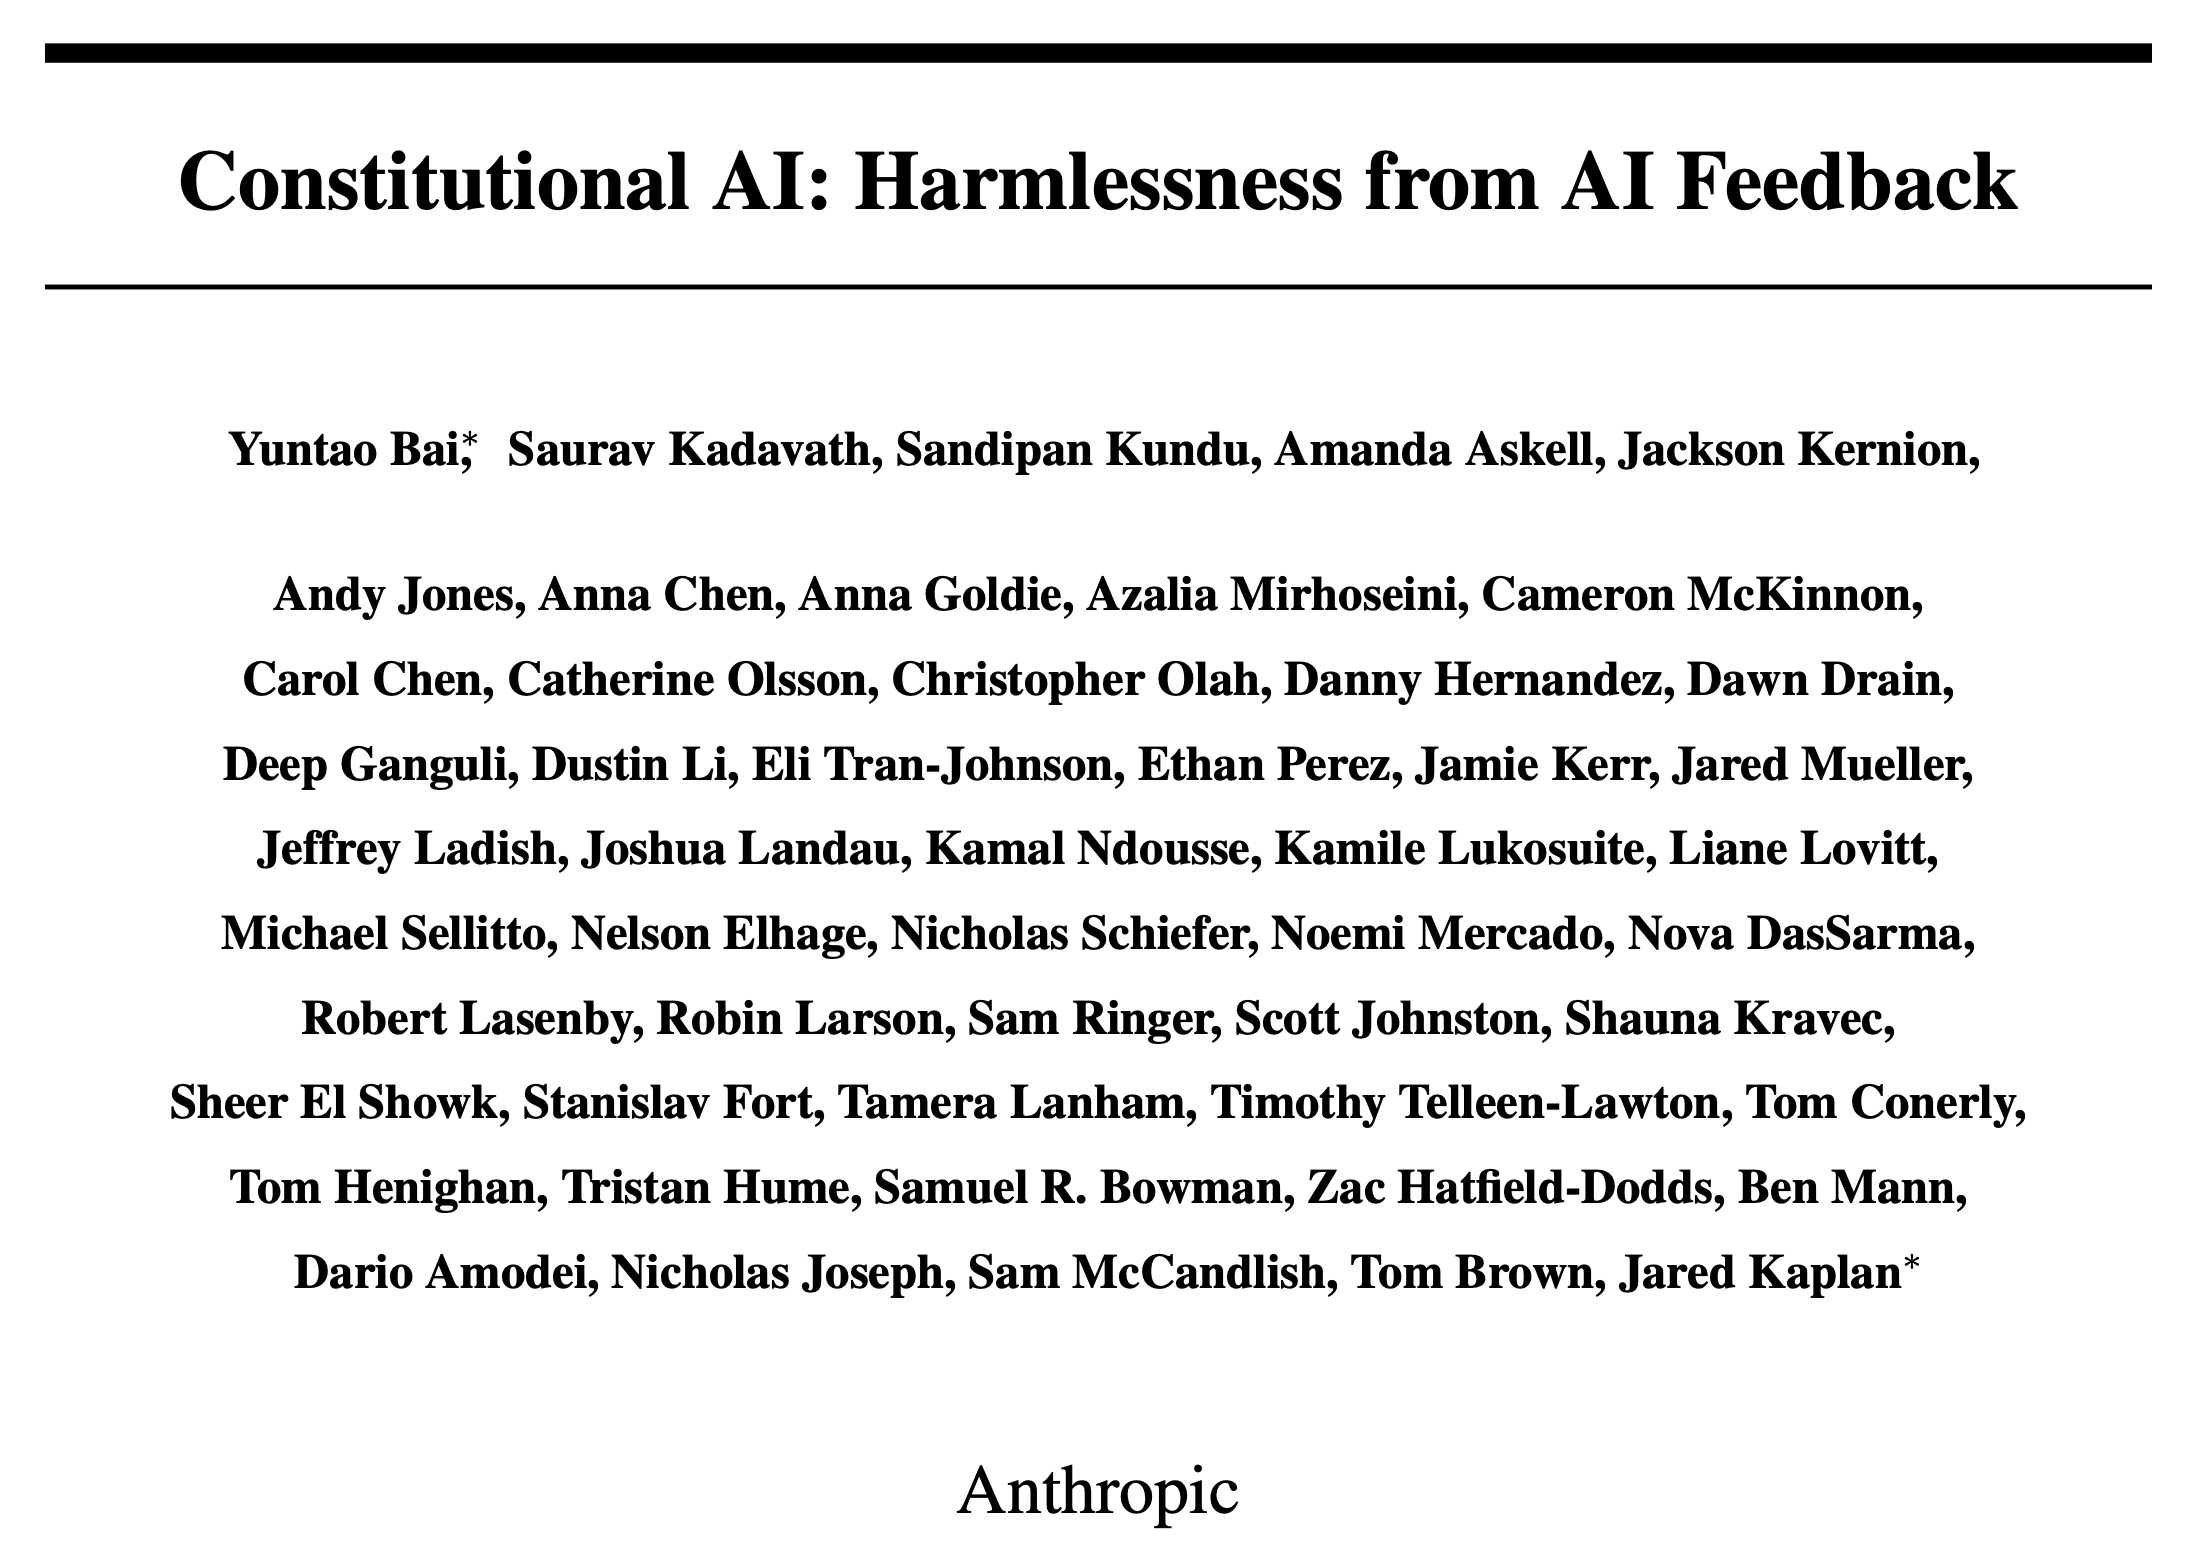 Constitutional AI: Harmlessness from AI Feedback
Yuntao Bai,* Saurav Kadavath, Sandipan Kundu, Amanda Askell, Jackson Kernion,
Andy Jones, Anna Chen, Anna Goldie, Azalia Mirhoseini, Cameron McKinnon,
Carol Chen, Catherine Olsson, Christopher Olah, Danny Hernandez, Dawn Drain,
Deep Ganguli, Dustin Li, Eli Tran-Johnson, Ethan Perez, Jamie Kerr, Jared Mueller,
Jeffrey Ladish, Joshua Landau, Kamal Ndousse, Kamile Lukosuite, Liane Lovitt,
Michael Sellitto, Nelson Elhage, Nicholas Schiefer, Noemi Mercado, Nova DasSarma,
Robert Lasenby, Robin Larson, Sam Ringer, Scott Johnston, Shauna Kravec,
Sheer El Showk, Stanislav Fort, Tamera Lanham, Timothy Telleen-Lawton, Tom Conerly,
Tom Henighan, Tristan Hume, Samuel R. Bowman, Zac Hatfield-Dodds, Ben Mann,
Dario Amodei, Nicholas Joseph, Sam McCandlish, Tom Brown, Jared Kaplan*
Anthropic